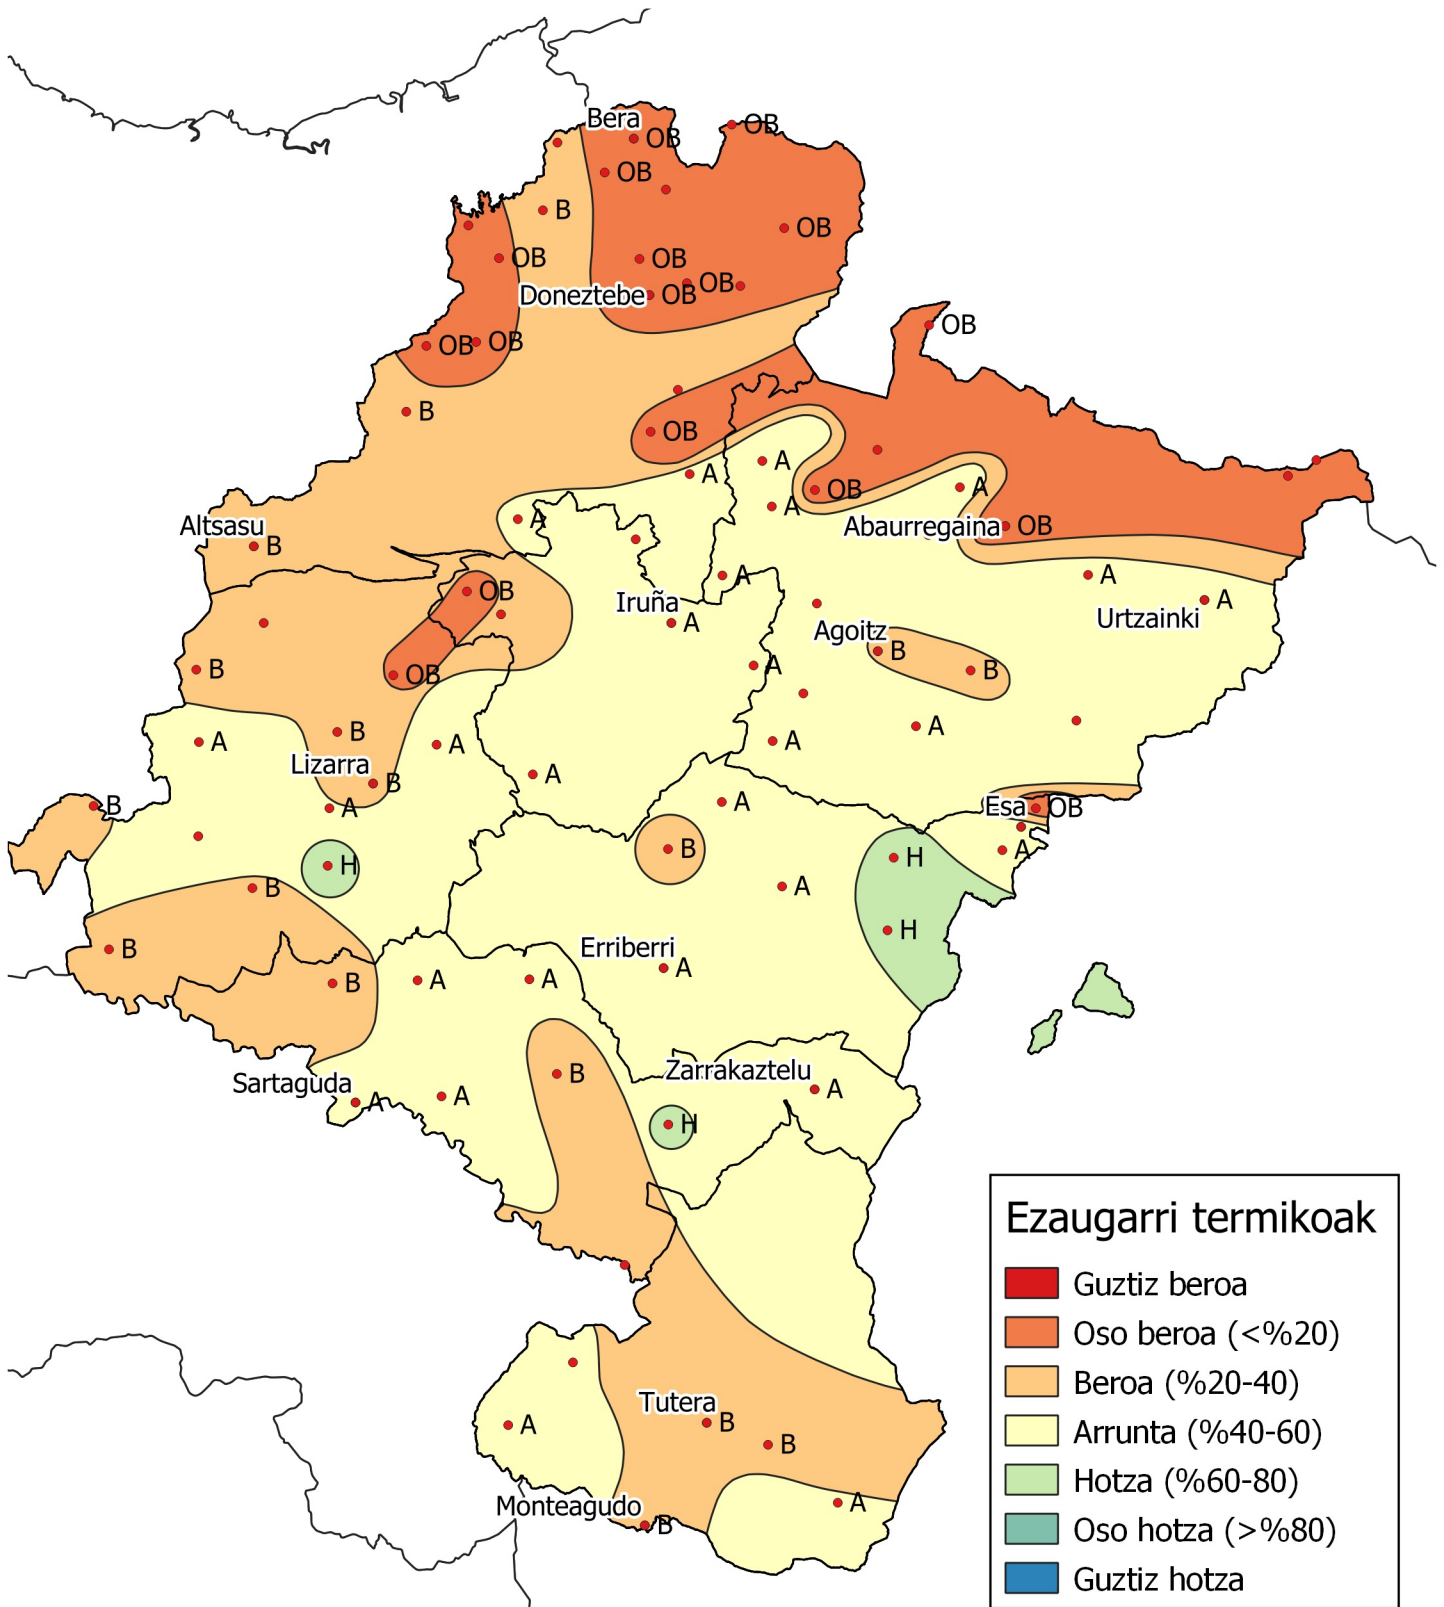 Bera
OB
OB
OB
B
OB
OB
OB
OB
Doneztebe
OB
OB
OB
OB
B
OB
A
A
OB
A
A
A
Abaurregaina
OB
Altsasu
B
A
A
OB
Iruña
A
A
Urtzainki
Agoitz
B
B
A
B
OB
B
A
A
A
A
Lizarra
B
A
A
B
A
Esa
OB
B
A
H
H
A
B
H
B
Erriberri
A
B
A
A
Zarrakaztelu
B
Sartaguda
A
A
A
H
Tutera
B
A
B
Monteagudo
B
A
Ezaugarri termikoak
Guztiz beroa
Oso beroa (<%20)
Beroa (%20-40)
Arrunta (%40-60)
Hotza (%60-80)
Oso hotza (>%80)
Guztiz hotza